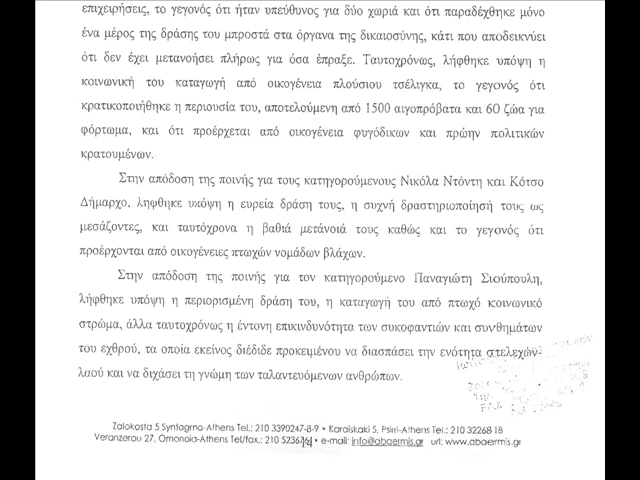 επιχειρήσεις, το γεγονός ότι ήταν υπεύθυνος για δύο χωριά και ότι παραδέχθηκε μόνο
ένα μέρος της δράσης του μπροστά στα όργανα της δικαιοσύνης, κάτι που αποδεικνύει
ότι δεν έχει μετανοήσει πλήρως για όσα έπραξε. Ταυτοχρόνως, λήφθηκε υπόψη η
κοινωνική του καταγωγή από οικογένεια πλούσιου τσέλιγκα, το γεγονός ότι
κρατικοποιήθηκε η περιουσία του, αποτελούμενη από 1500 αιγοπρόβατα και 60 ζώα για
φόρτωμα, και ότι προέρχεται από οικογένεια φυγόδικων και πρώην πολιτικών
κρατουμένων.
Στην απόδοση της ποινής για τους κατηγορούμενους Νικόλα Ντόντη και Κότσο
Δήμαρχο, ληφθηκε υπόψη η ευρεία δράση τους, η συχνή δραστηριοποίησή τους ως
μεσάζοντες, και ταυτόχρονα η βαθιά μετάνοιά τους καθώς και το γεγονός ότι
προέρχονται από οικογένειες πτωχών νομάδων βλάχων.
Στην απόδοση της ποινής για τον κατηγορούμενο Παναγιώτη Σιούπουλη,
λήφθηκε υπόψη η περιορισμένη δράση του, η καταγωγή του από πτωχό κοινωνικό
στρώμα, άλλα ταυτοχρόνως η έντονη επικινδυνότητα των συκοφαντιών και συνθημάτων
του εχθρού, τα οποία εκείνος διέδιδε προκειμένου να διασπάσει την ενότητα στελεχών-
λαού και να διχάσει τη γνώμη των ταλαντευόμενων ανθρώπων.
Zalokosta 5 Syntagma-Athens Tel.: 210 3390247-8-9 • Karaiskaki 5, Psirri-Athens Tel.: 210 32268 18
Veranzerou 27, Omonoia-Athens Tel/fax.: 210 • e-mail: info@abaermis.gr url: www.abaermis.gr
14